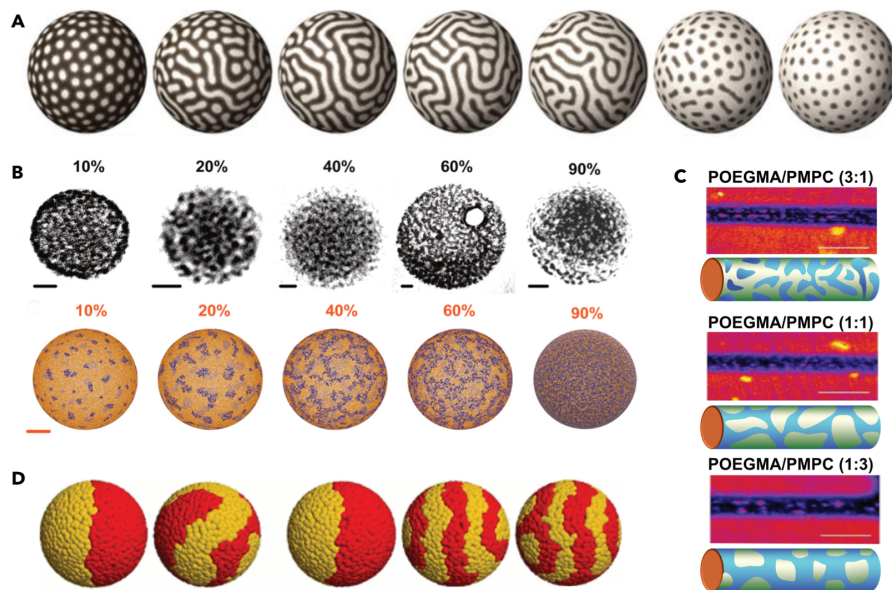 A
B
10% 20% 40% 60% 90%
10% 20% 40% 60% 90%
C
POEGMA/PMPC (3:1)
POEGMA/PMPC (1:1)
POEGMA/PMPC (1:3)
D